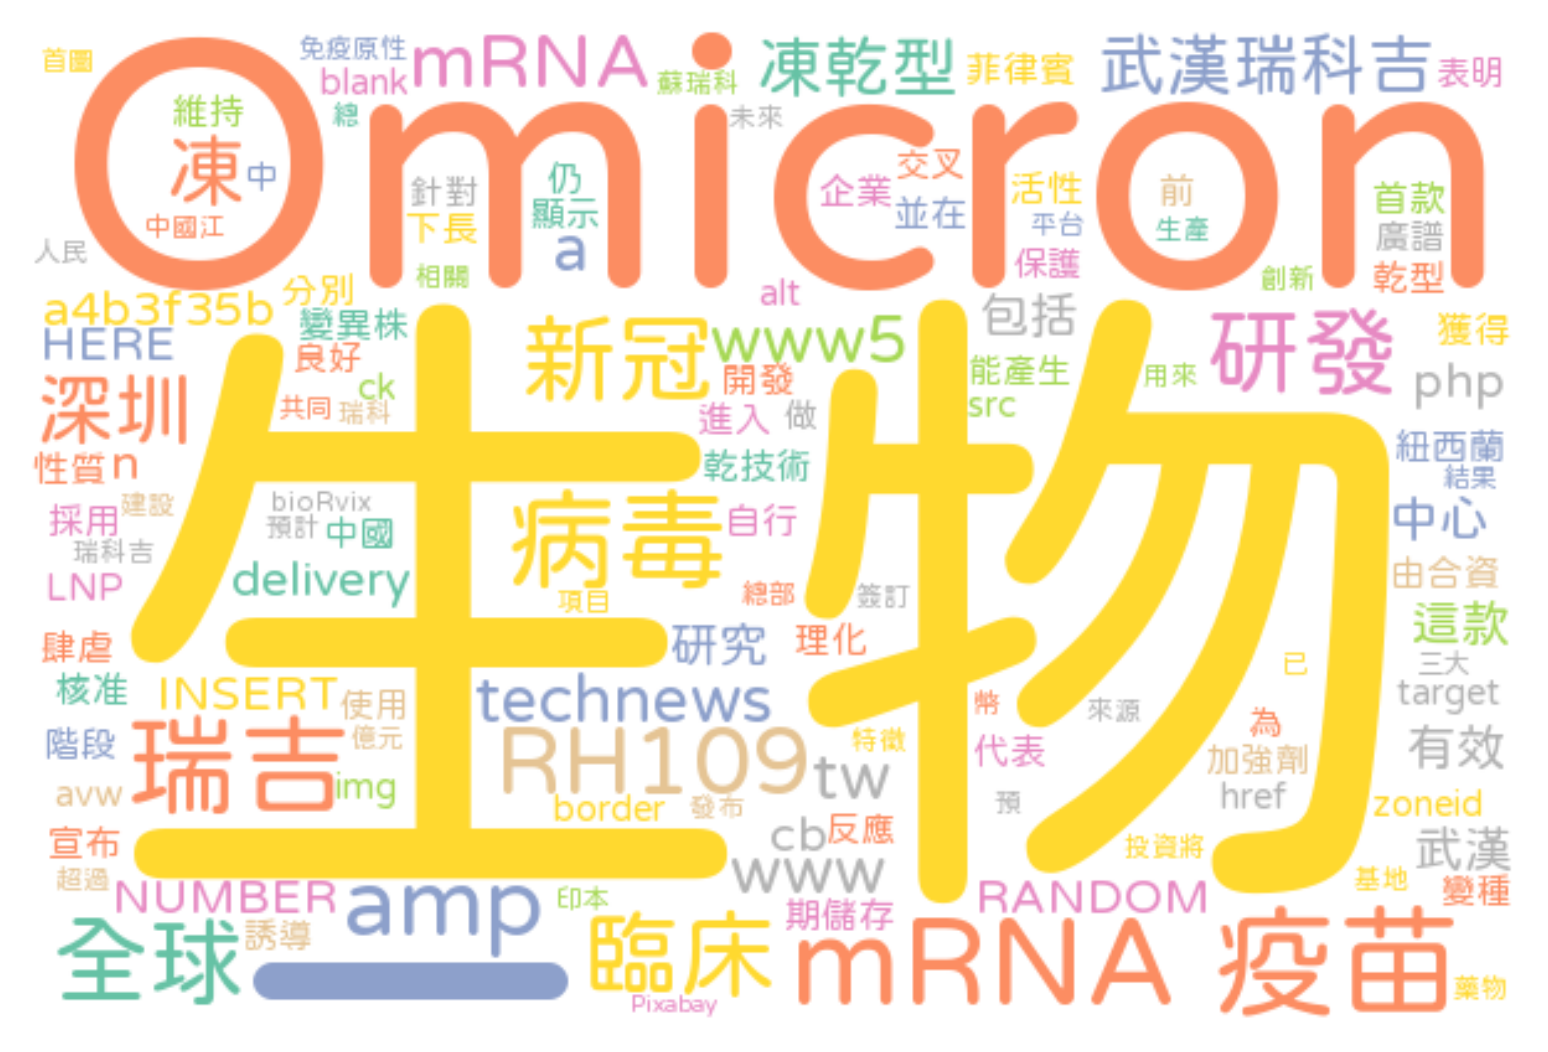 首圖
免疫原性
mRNA
凍乾型
菲律賓
武漢瑞科吉
表明
blank
蘇瑞科
維持
總
Omicron
未來
凍
中
針對
仍
交叉
企業
活性
前
首款
中國江
下長
顯示
並在
平台
生產
廣譜
人民
a
保護
相關
創新
乾型
分別
alt
a4b3f35b
變異株
包括
HERE
新冠
www5
研發
獲得
良好
深圳
ck
開發
能產生
用來
php
共同
瑞科
進入
做
src
生物
性質
n
乾技術
紐西蘭
結果
採用
建設
bioRvix
預計
中國
病毒
自行
中心
瑞科吉
LNP
delivery
項目
總部
簽訂
由合資
肆虐
研究
理化
這款
已
三大
核准
INSERT
使用
technews
幣
來源
target
階段
瑞吉
億元
RH109
特徵
代表
為
有效
加強劑
avw
img
tw
預
href
border
發布
zoneid
宣布
cb
反應
投資將
武漢
超過
www
基地
變種
NUMBER
amp
印本
RANDOM
期儲存
全球
誘導
臨床
mRNA 疫苗
藥物
Pixabay